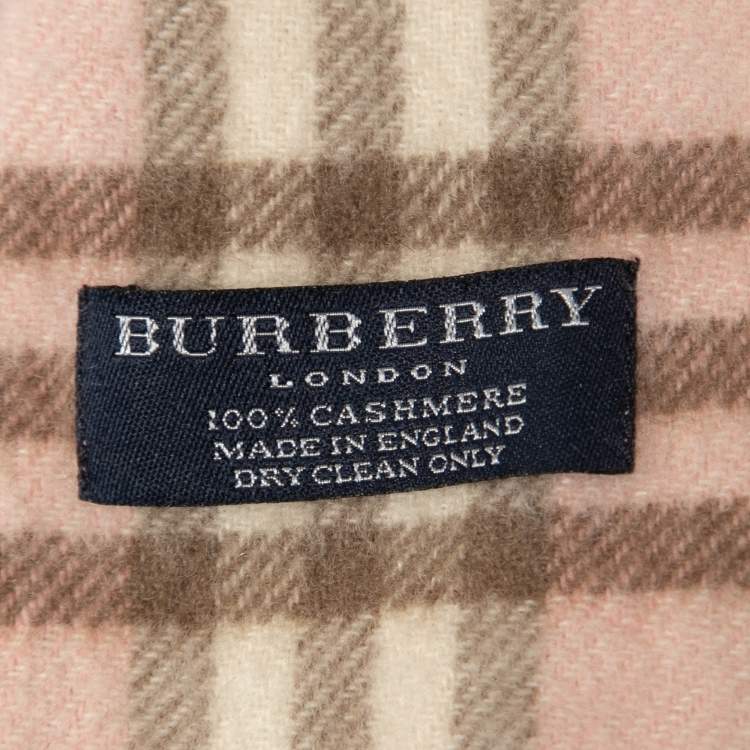 BURBERRY
LONDON
100% CASHMERE
MADE IN ENGLAND
DRY CLEAN ONLY